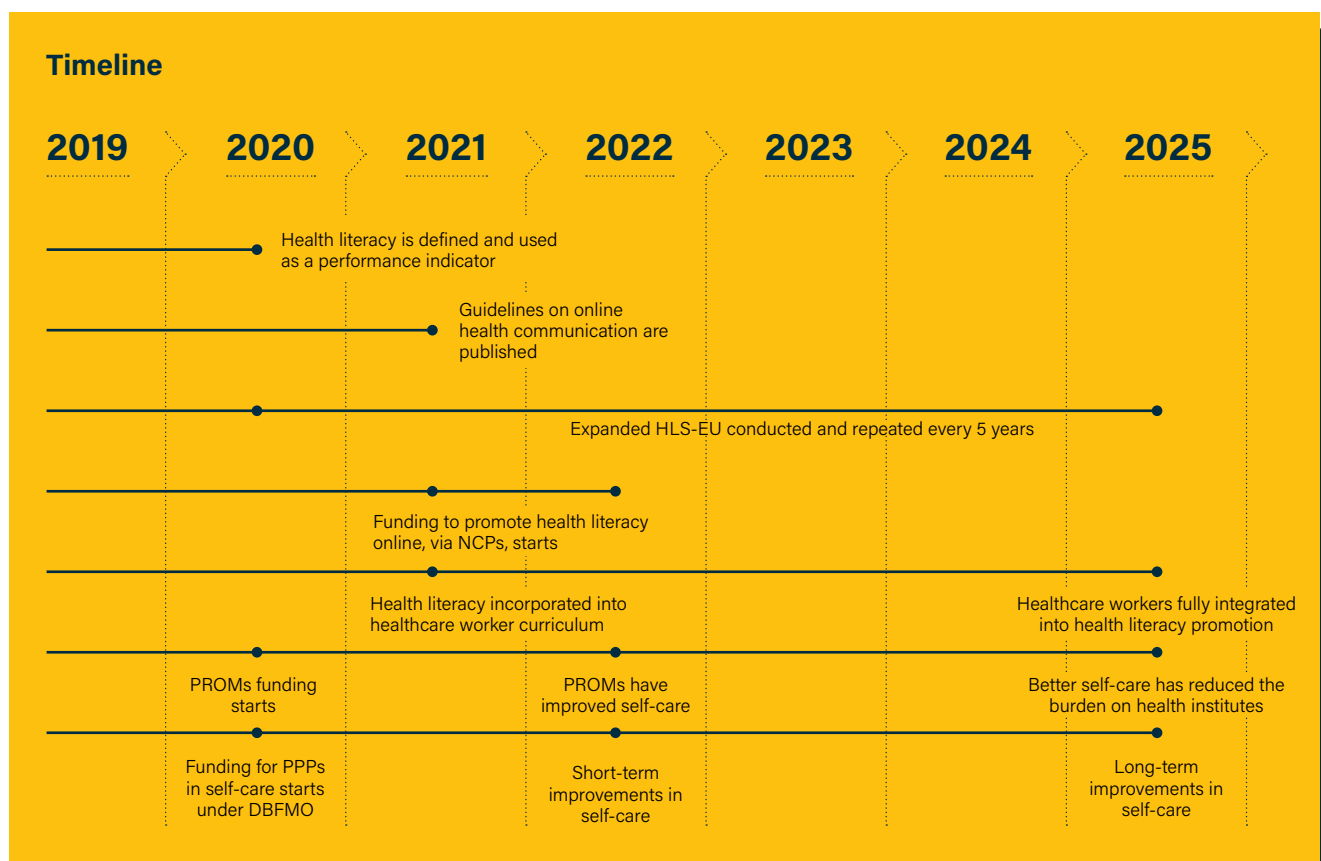 Timeline
2019 2020 2021 2022 2023 2024 2025
Health literacy is defined and used
as a performance indicator
Guidelines on online
health communication are
published
Expanded HLS-EU conducted and repeated every 5 years
Funding to promote health literacy
online, via NCPs, starts
Health literacy incorporated into
healthcare worker curriculum
Healthcare workers fully integrated
into health literacy promotion
PROMs funding
starts
PROMs have
improved self-care
Better self-care has reduced the
burden on health institutes
Funding for PPPs
in self-care starts
under DBFMO
Short-term
improvements in
self-care
Long-term
improvements in
self-care